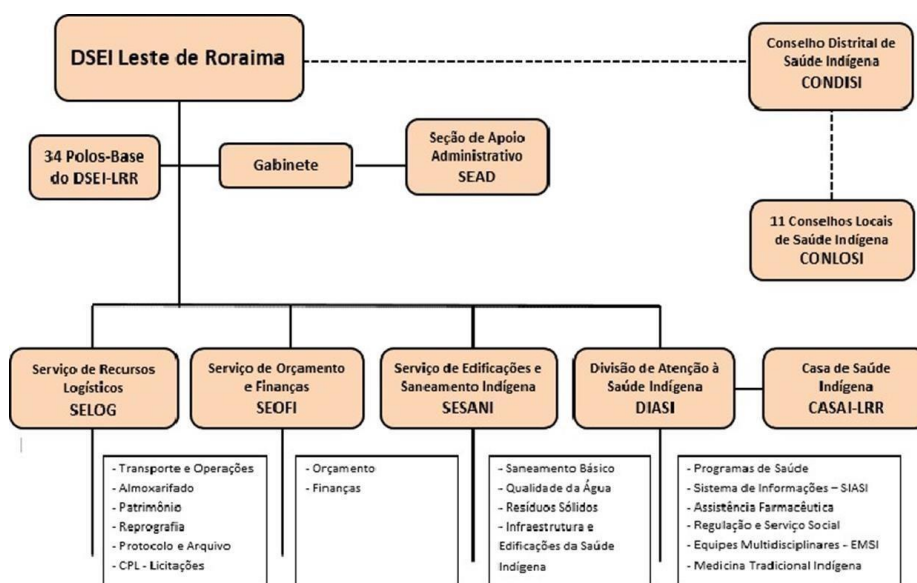 DSEI Leste de Roraima
Conselho Distrital de
Saúde Indígena
CONDISI
34 Polos-Base
do DSEI-LRR
Gabinete
Seção de Apoio
Administrativo
SEAD
11 Conselhos Locais
de Saúde Indígena
CONLOSI
Serviço de Recursos
Logísticos
SELOG
Serviço de Orçamento
e Finanças
SEOFI
Serviço de Edificações e
Saneamento Indígena
SESANI
Divisão de Atenção à
Saúde Indígena
DIASI
Casa de Saúde
Indígena
CASAI-LRR
- Transporte e Operações
- Almoxarifado
- Patrimônio
- Reprografia
- Protocolo e Arquivo
- CPL - Licitações
- Orçamento
- Finanças
- Saneamento Básico
- Qualidade da Água
- Resíduos Sólidos
- Infraestrutura e
Edificações da Saúde
Indígena
- Programas de Saúde
- Sistema de Informações – SIASI
- Assistência Farmacêutica
- Regulação e Serviço Social
- Equipes Multidisciplinares - EMSI
- Medicina Tradicional Indígena